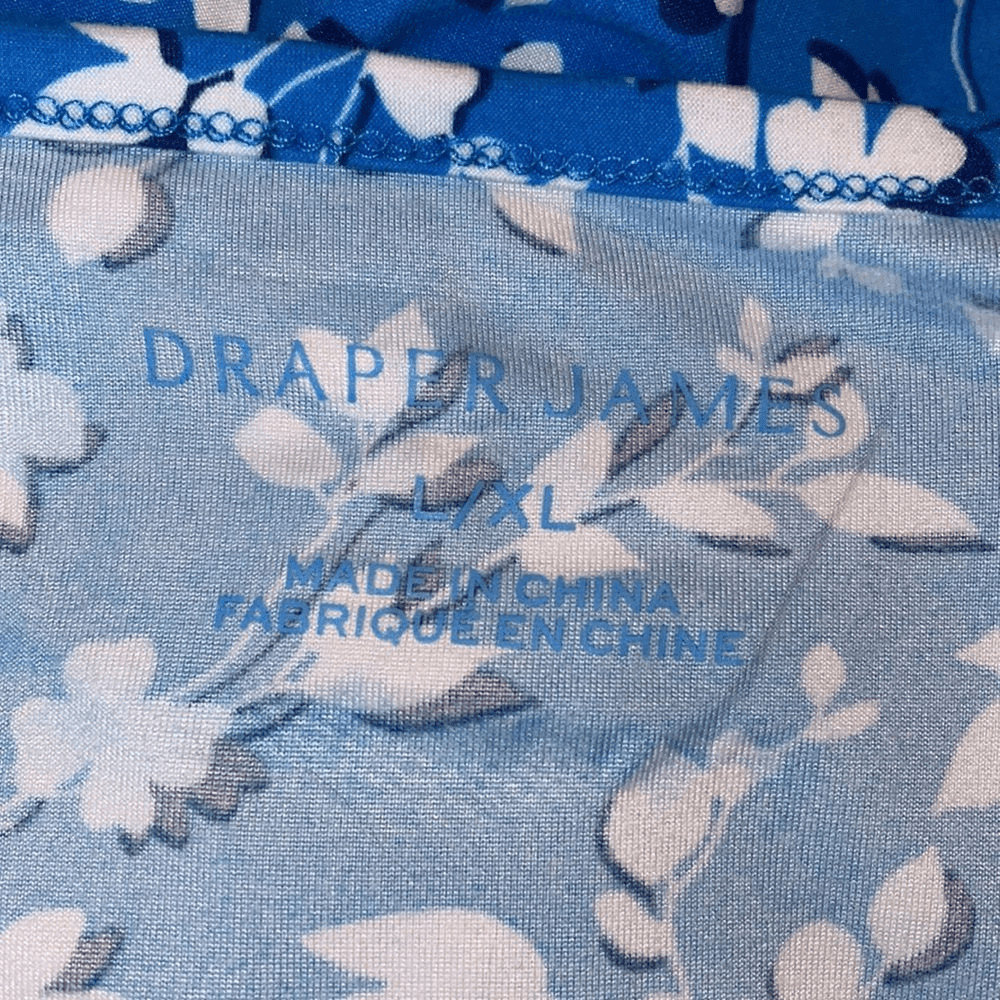 DRAPER JAMES
L/XL
MADE IN CHINA
FABRIQUE EN CHINE